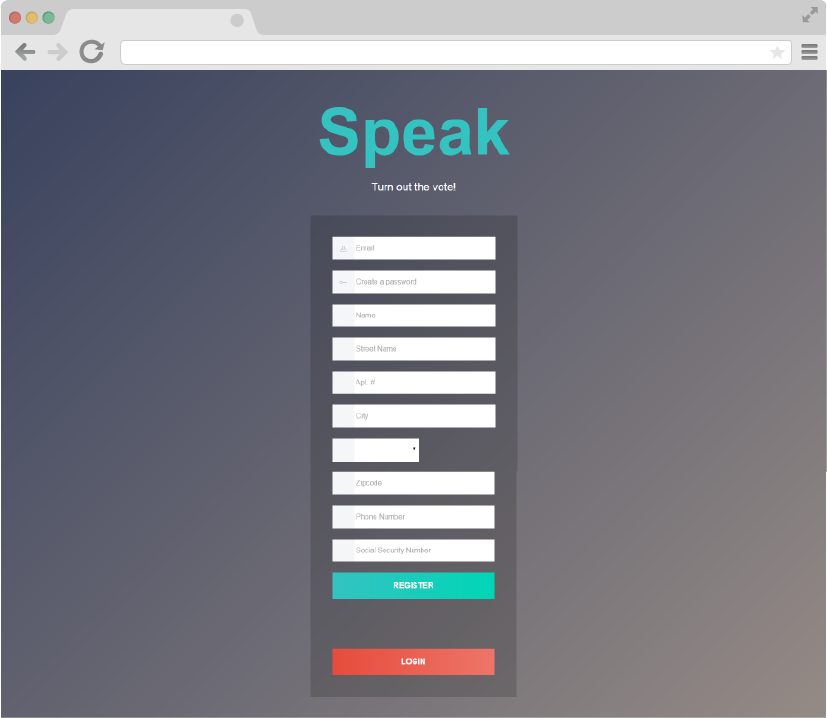 Speak
Turn out the vote!
Email
Create a password
Name
Street Name
Apt. #
City
Zipcode
Phone Number
Social Security Number
REGISTER
LOGIN